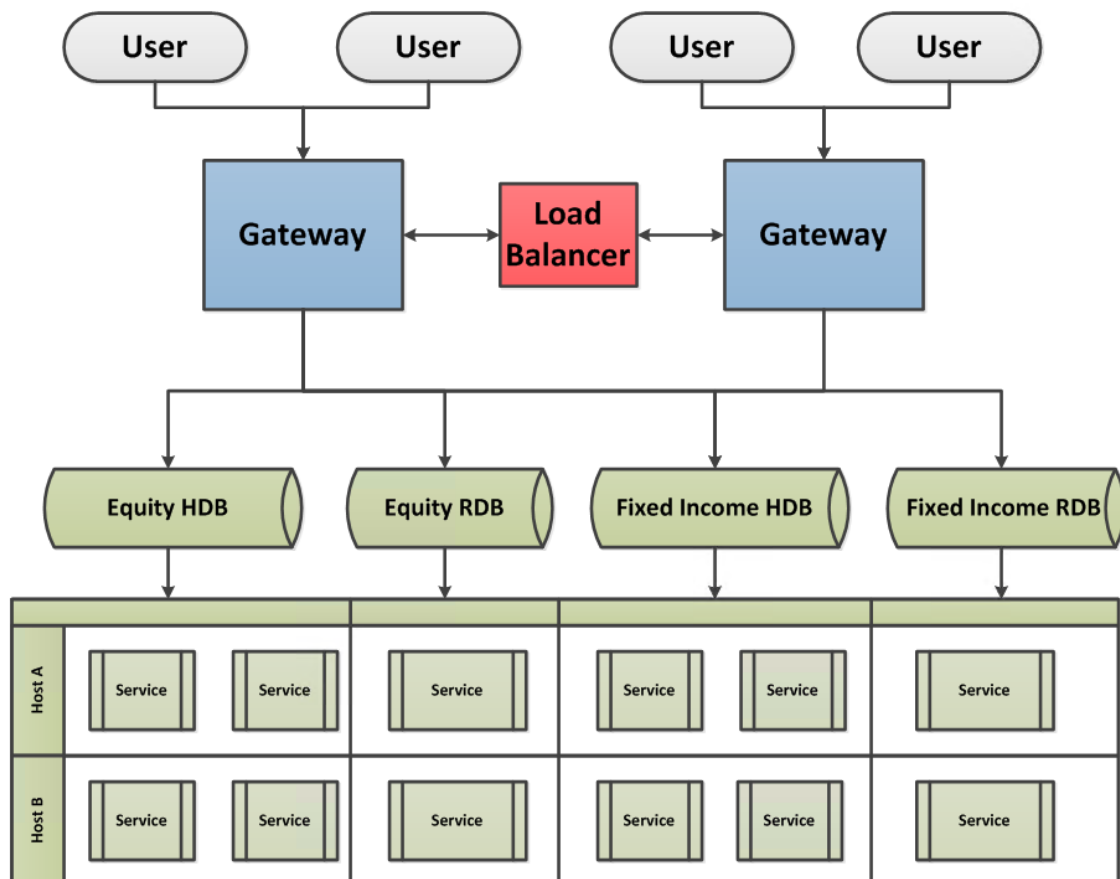 User
User
User
User
Gateway
Load
Balancer
Gateway
Equity HDB
Equity RDB
Fixed Income HDB
Fixed Income RDB
Host A
Service
Service
Service
Service
Service
Service
Host B
Service
Service
Service
Service
Service
Service